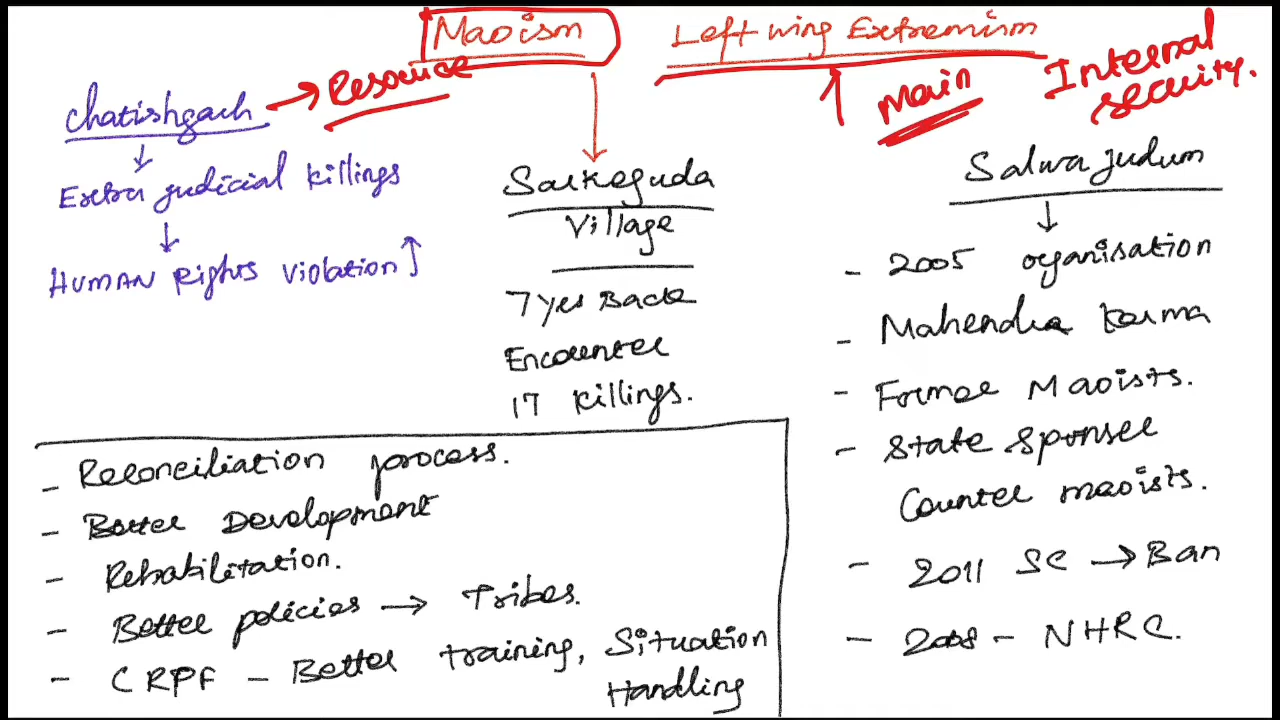 Maoism
Left wing Extremism
Main
Internal
security.
Chatishgarh → Resource
↓
Extra judicial killings
↓
HUMAN Rights violation ↑
Sarkeguda
Village
7 yrs Back
Encounter
17 killings.
Salwa judum
↓
- 2005 organisation
- Mahendra karma
- Former Maoists.
- State Sponser
Counter maoists.
- 2011 SC → Ban
- 2008 - NHRC.
- Reconciliation process.
- Better Development
- Rehabilitation.
- Better policies → Tribes.
- CRPF - Better training, Situation
Handling